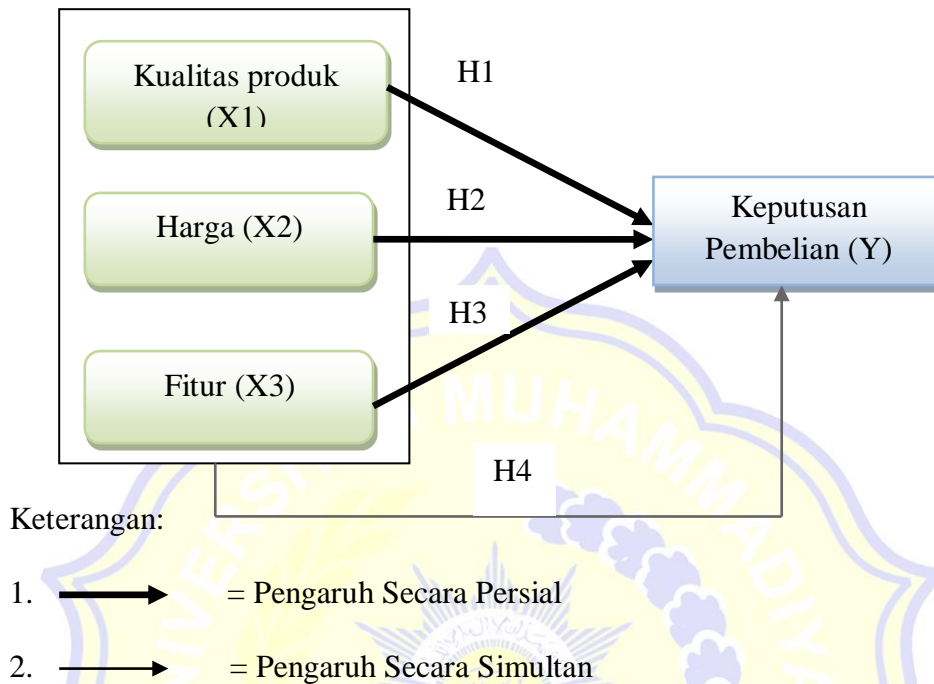 Kualitas produk
(X1)
H1
Harga (X2)
H2
Keputusan
Pembelian (Y)
H3
Fitur (X3)
H4
Keterangan:
1. = Pengaruh Secara Persial
2. = Pengaruh Secara Simultan